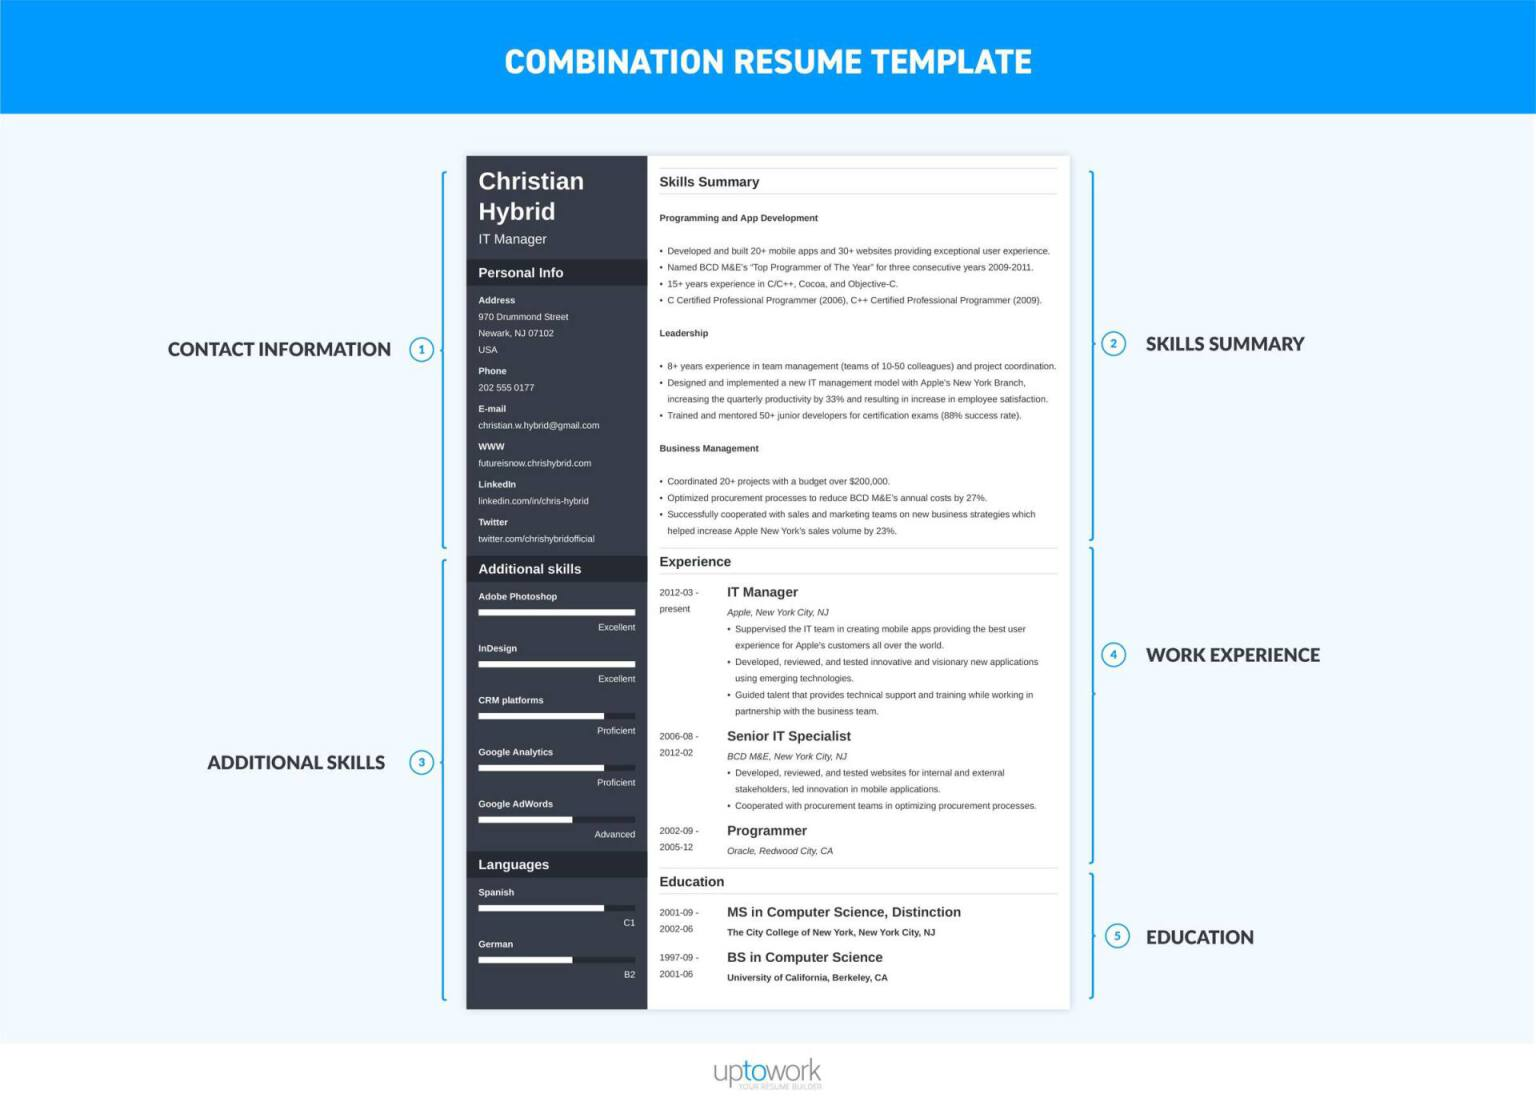 COMBINATION RESUME TEMPLATE
CONTACT INFORMATION 1
ADDITIONAL SKILLS 3
Christian
Hybrid
IT Manager
Personal Info
Address
970 Drummond Street
Newark, NJ 07102
USA
Phone
202 555 0177
E-mail
christian.w.hybrid@gmail.com
WWW
futureisnow.chrishybrid.com
LinkedIn
linkedin.com/in/chris-hybrid
Twitter
twitter.com/chrishybridofficial
Additional skills
Adobe Photoshop
Excellent
InDesign
Excellent
CRM platforms
Proficient
Google Analytics
Proficient
Google AdWords
Advanced
Languages
Spanish
C1
German
B2
Skills Summary
Programming and App Development
• Developed and built 20+ mobile apps and 30+ websites providing exceptional user experience.
• Named BCD M&E's “Top Programmer of The Year” for three consecutive years 2009-2011.
• 15+ years experience in C/C++, Cocoa, and Objective-C.
• C Certified Professional Programmer (2006), C++ Certified Professional Programmer (2009).
Leadership
• 8+ years experience in team management (teams of 10-50 colleagues) and project coordination.
• Designed and implemented a new IT management model with Apple's New York Branch,
increasing the quarterly productivity by 33% and resulting in increase in employee satisfaction.
• Trained and mentored 50+ junior developers for certification exams (88% success rate).
Business Management
• Coordinated 20+ projects with a budget over $200,000.
• Optimized procurement processes to reduce BCD M&E's annual costs by 27%.
• Successfully cooperated with sales and marketing teams on new business strategies which
helped increase Apple New York's sales volume by 23%.
Experience
2012-03 - IT Manager
present Apple, New York City, NJ
• Suppervised the IT team in creating mobile apps providing the best user
experience for Apple's customers all over the world.
• Developed, reviewed, and tested innovative and visionary new applications
using emerging technologies.
• Guided talent that provides technical support and training while working in
partnership with the business team.
2006-08 - Senior IT Specialist
2012-02 BCD M&E, New York City, NJ
• Developed, reviewed, and tested websites for internal and extenral
stakeholders, led innovation in mobile applications.
• Cooperated with procurement teams in optimizing procurement processes.
2002-09 - Programmer
2005-12 Oracle, Redwood City, CA
Education
2001-09 - MS in Computer Science, Distinction
2002-06 The City College of New York, New York City, NJ
1997-09 - BS in Computer Science
2001-06 University of California, Berkeley, CA
2 SKILLS SUMMARY
4 WORK EXPERIENCE
5 EDUCATION
uptowork
YOUR RESUME BUILDER